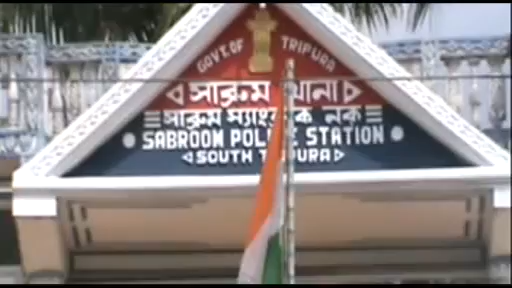 GOVT. OF TRIPURA
সাব্রুম থানা
SABROOM POLICE STATION
SOUTH TRIPURA